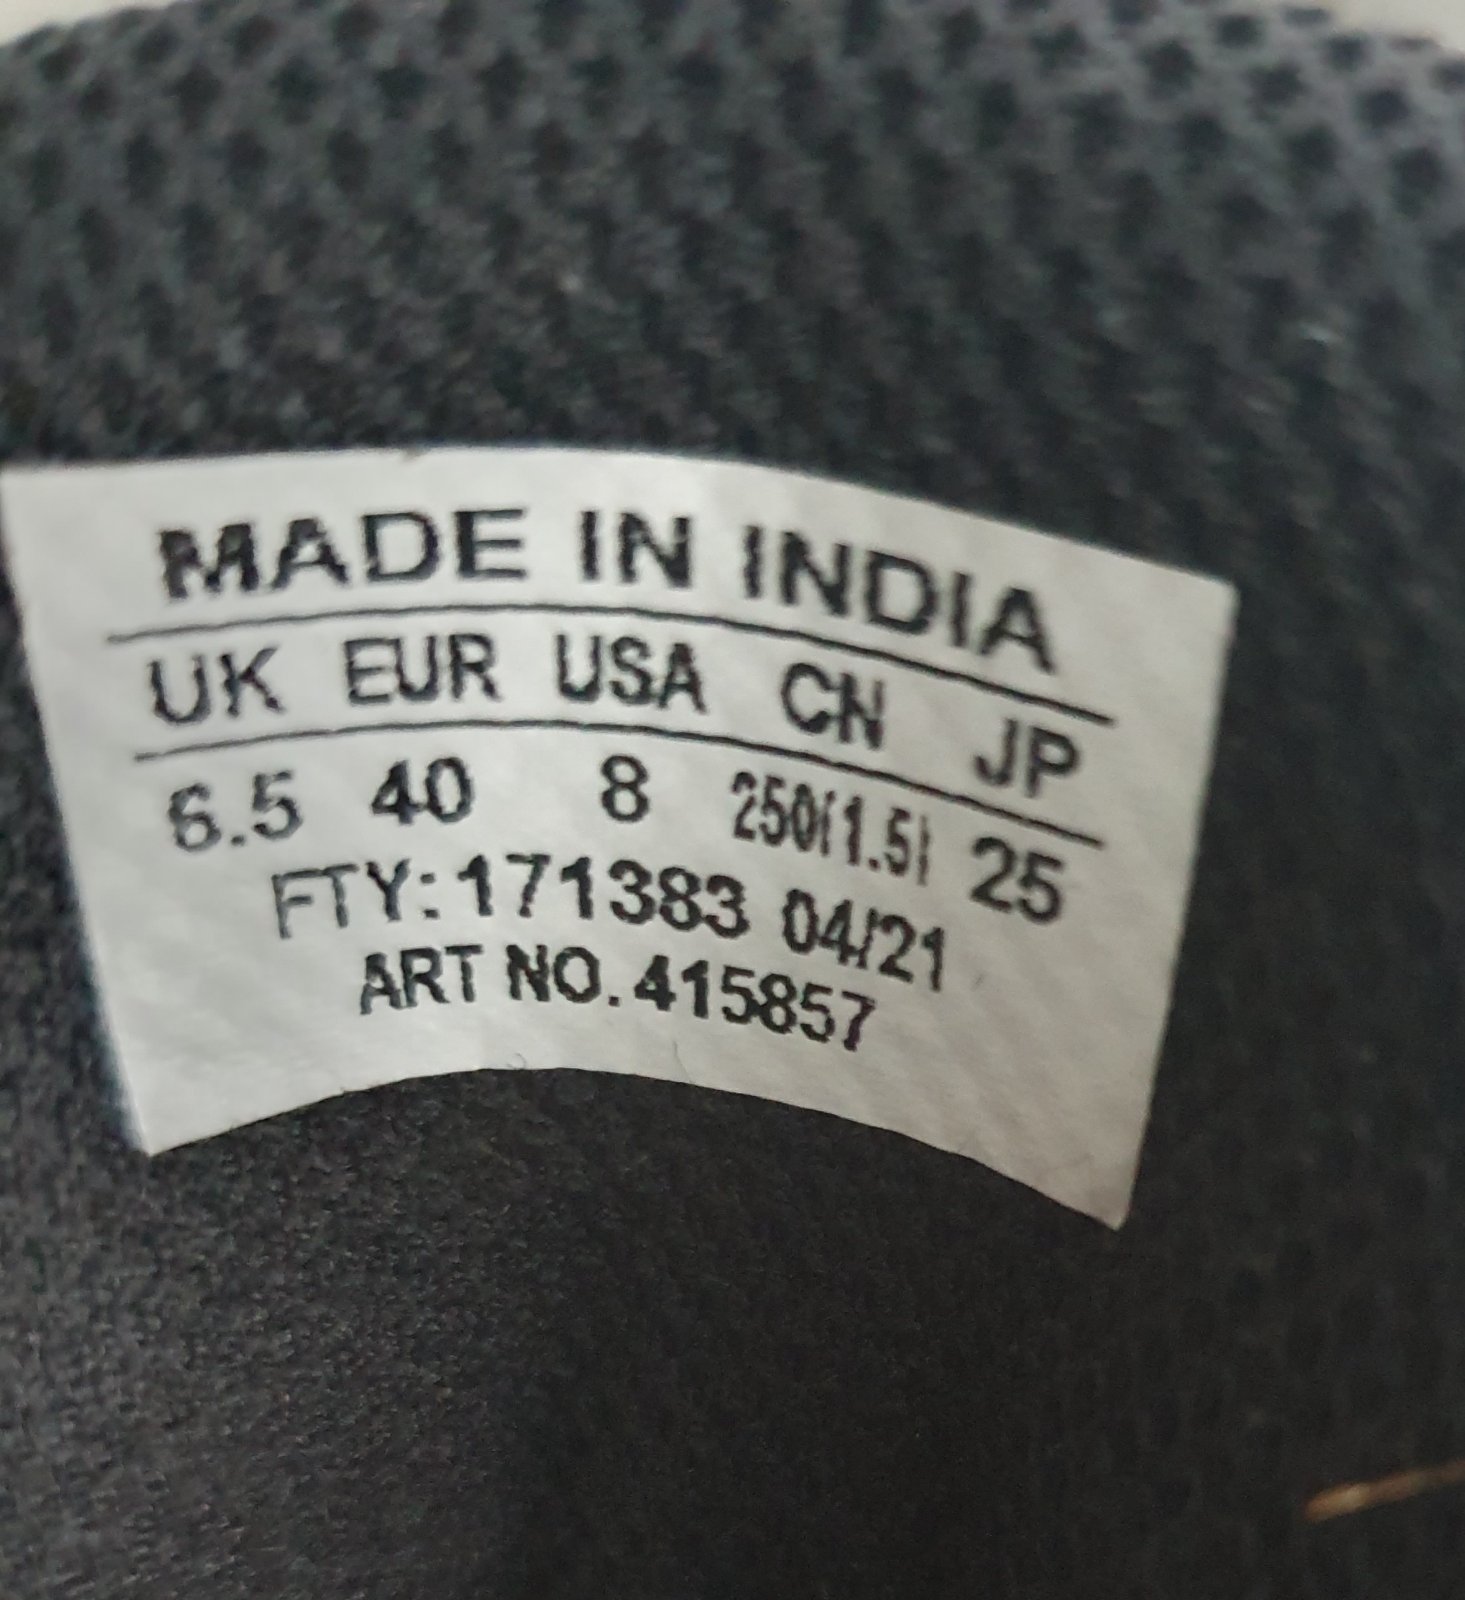 MADE IN INDIA
UK EUR USA CN JP
6.5 40 8 250(1.5) 25
FTY: 171383 04/21
ART NO. 415857